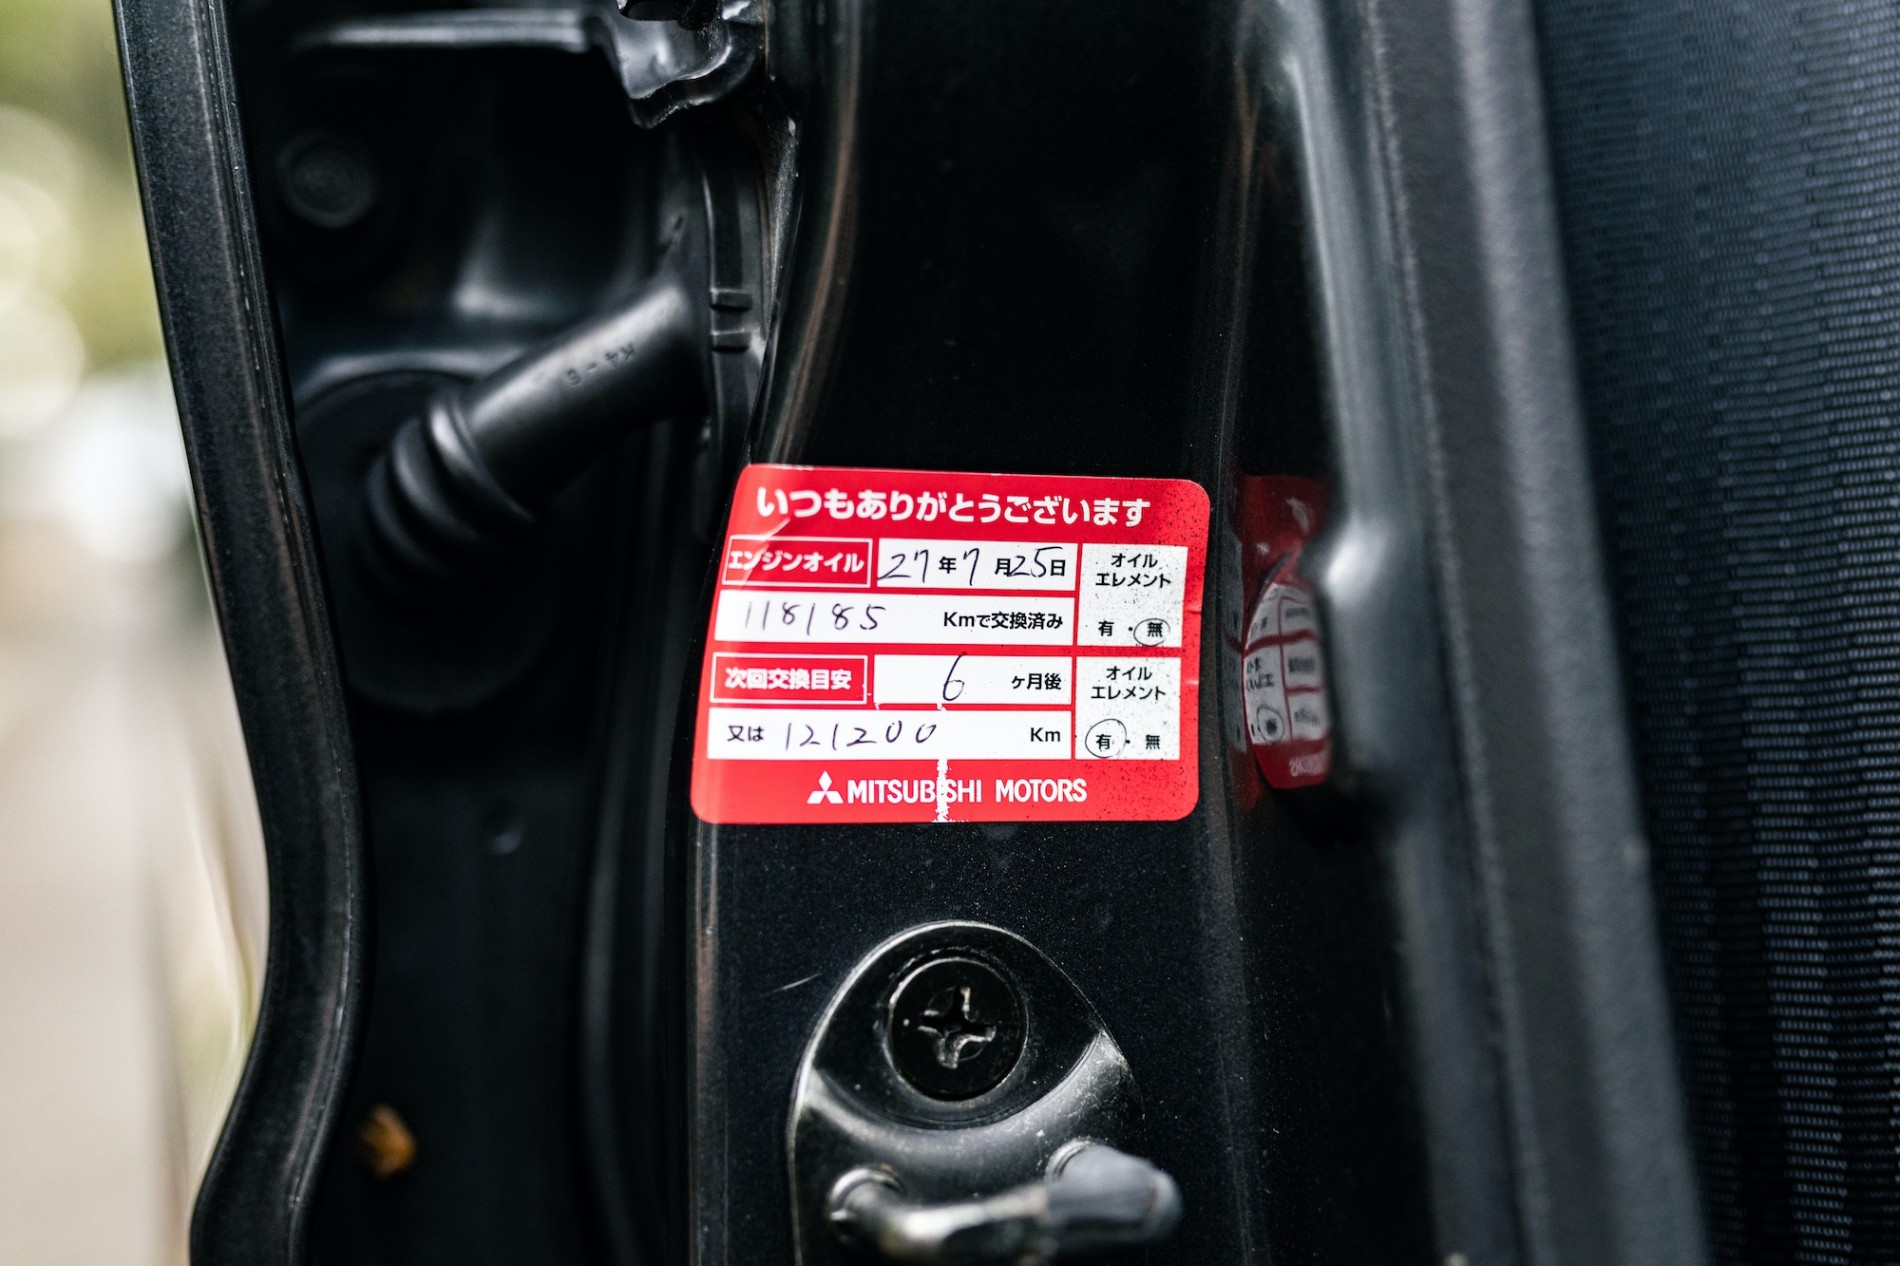 いつもありがとうございます
エンジンオイル 27年7月25日
118185 Kmで交換済み
オイル
エレメント
有・無
次回交換目安 6 ヶ月後
又は 121200 Km
オイル
エレメント
有・無
MITSUBISHI MOTORS